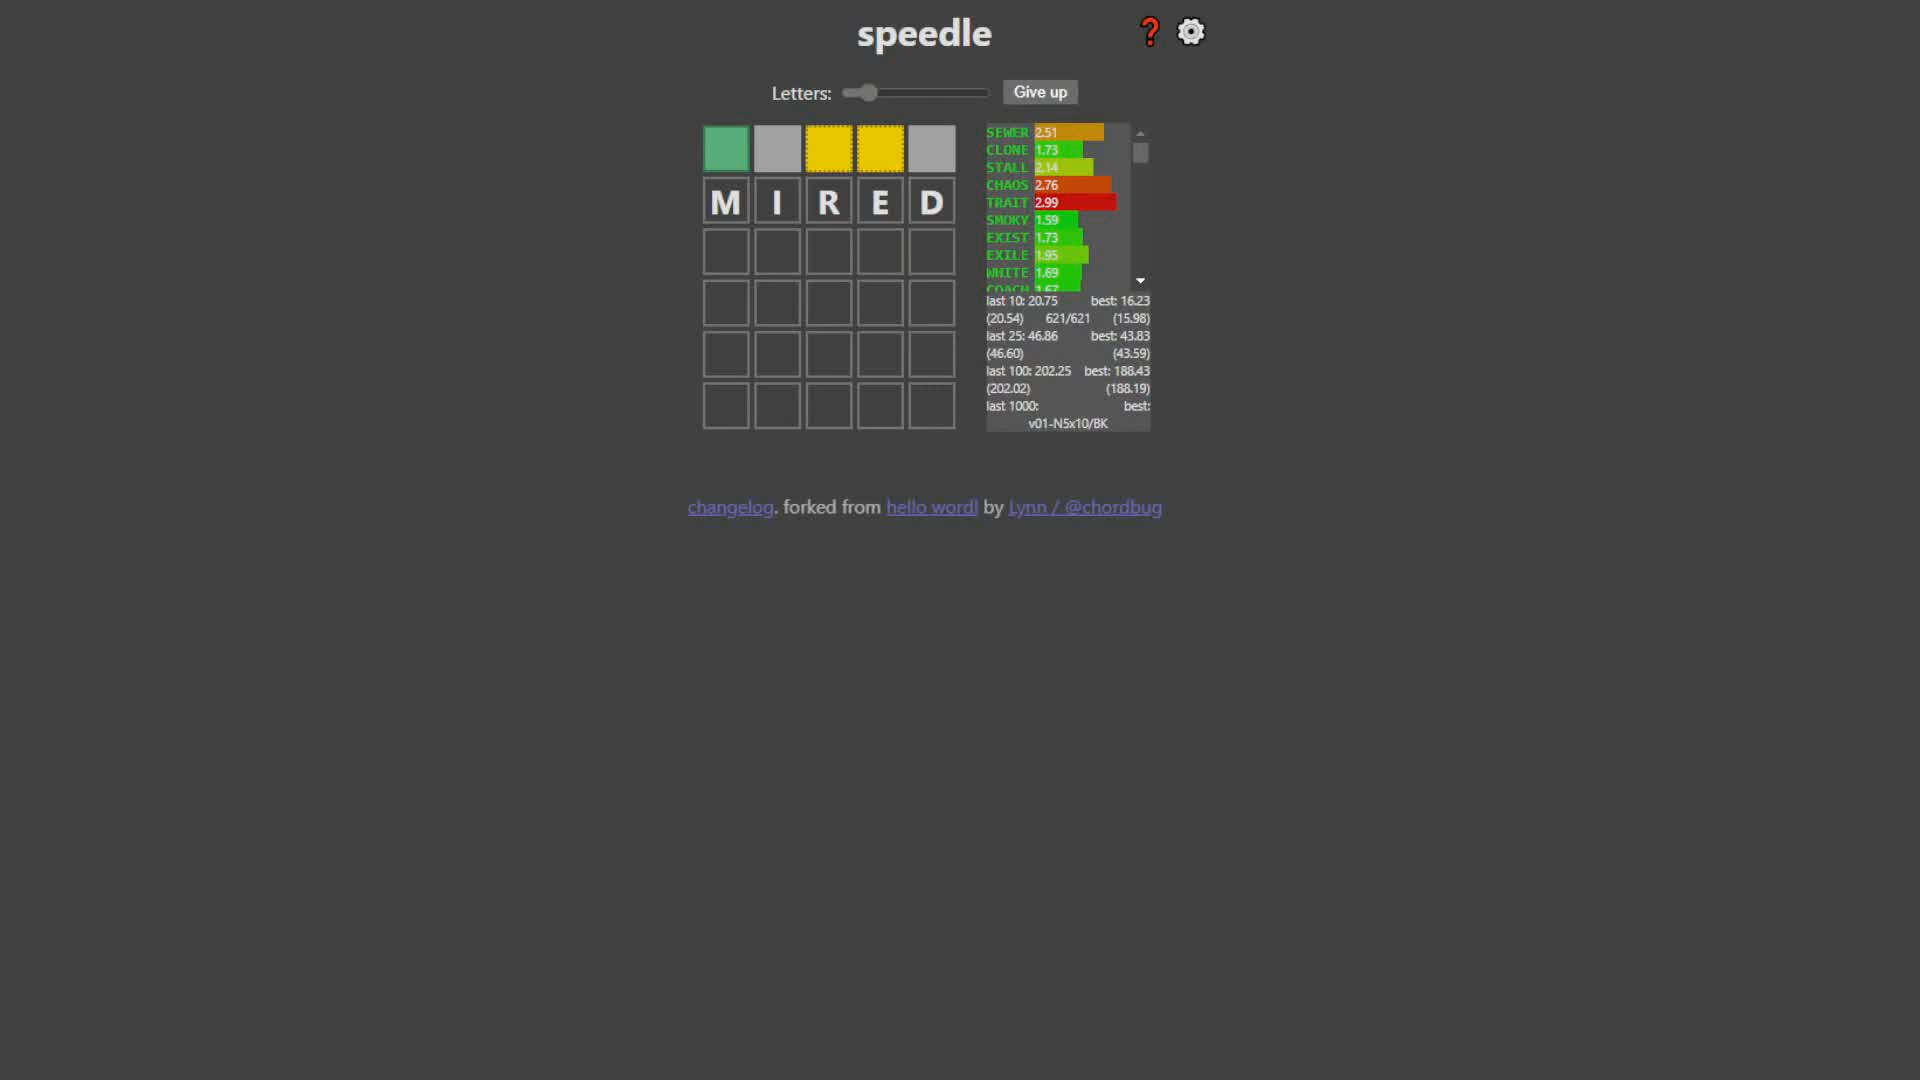 speedle
Letters: Give up
M I R E D
SEWER 2.51
CLONE 1.73
STALL 2.14
CHAOS 2.76
TRAIT 2.99
SMOKY 1.59
EXIST 1.73
EXILE 1.95
WHITE 1.69
COACH 1.67
last 10: 20.75 best: 16.23
(20.54) 621/621 (15.98)
last 25: 46.86 best: 43.83
(46.60) (43.59)
last 100: 202.25 best: 188.43
(202.02) (188.19)
last 1000: best:
v01-N5x10/BK
changelog. forked from hello wordl by Lynn / @chordbug